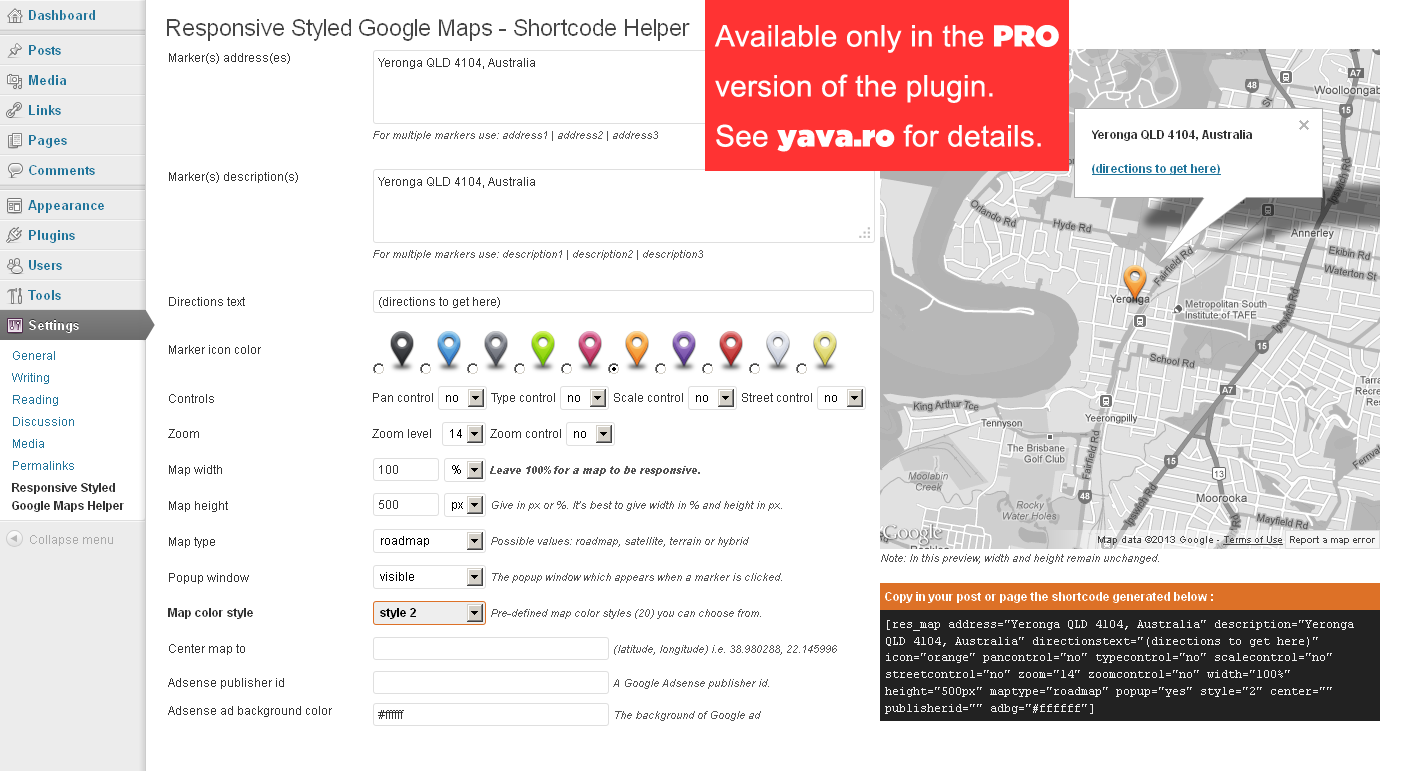 Dashboard
Posts
Media
Links
Pages
Comments
Appearance
Plugins
Users
Tools
Settings
General
Writing
Reading
Discussion
Media
Permalinks
Responsive Styled
Google Maps Helper
Collapse menu
Responsive Styled Google Maps - Shortcode Helper
Available only in the PRO
version of the plugin.
See yava.ro for details.
Marker(s) address(es)
Yeronga QLD 4104, Australia
For multiple markers use: address1 | address2 | address3
Marker(s) description(s)
Yeronga QLD 4104, Australia
For multiple markers use: description1 | description2 | description3
Directions text
(directions to get here)
Marker icon color
Controls
Pan control no Type control no Scale control no Street control no
Zoom
Zoom level 14 Zoom control no
Map width
100 % Leave 100% for a map to be responsive.
Map height
500 px Give in px or %. It's best to give width in % and height in px.
Map type
roadmap Possible values: roadmap, satellite, terrain or hybrid
Popup window
visible The popup window which appears when a marker is clicked.
Map color style
style 2 Pre-defined map color styles (20) you can choose from.
Center map to
(latitude, longitude) i.e. 38.980288, 22.145996
Adsense publisher id
A Google Adsense publisher id.
Adsense ad background color
#ffffff The background of Google ad
48
A7
Woolloongab
15
St
Yeronga QLD 4104, Australia
(directions to get here)
Ipswich Rd
Orlando Rd
Hyde Rd
Annerley
Ekibin Rd
Waterton St
Fairfield Rd
Yeronga
Metropolitan South
Institute of TAFE
Ipswich Rd
15
School Rd
A7
King Arthur Tce
Yeerongpilly
Tennyson
The Brisbane
Golf Club
Fairfield Rd
15
13
Moolabin
Creek
48
Moorooka
Rocky
Water Holes
Ipswich Rd
Mayfield Rd
Google
Map data ©2013 Google - Terms of Use Report a map error
Note: In this preview, width and height remain unchanged.
Copy in your post or page the shortcode generated below :
[res_map address="Yeronga QLD 4104, Australia" description="Yeronga
QLD 4104, Australia" directionstext="(directions to get here)"
icon="orange" pancontrol="no" typecontrol="no" scalecontrol="no"
streetcontrol="no" zoom="14" zoomcontrol="no" width="100%"
height="500px" maptype="roadmap" popup="yes" style="2" center=""
publisherid="" adbg="#ffffff"]